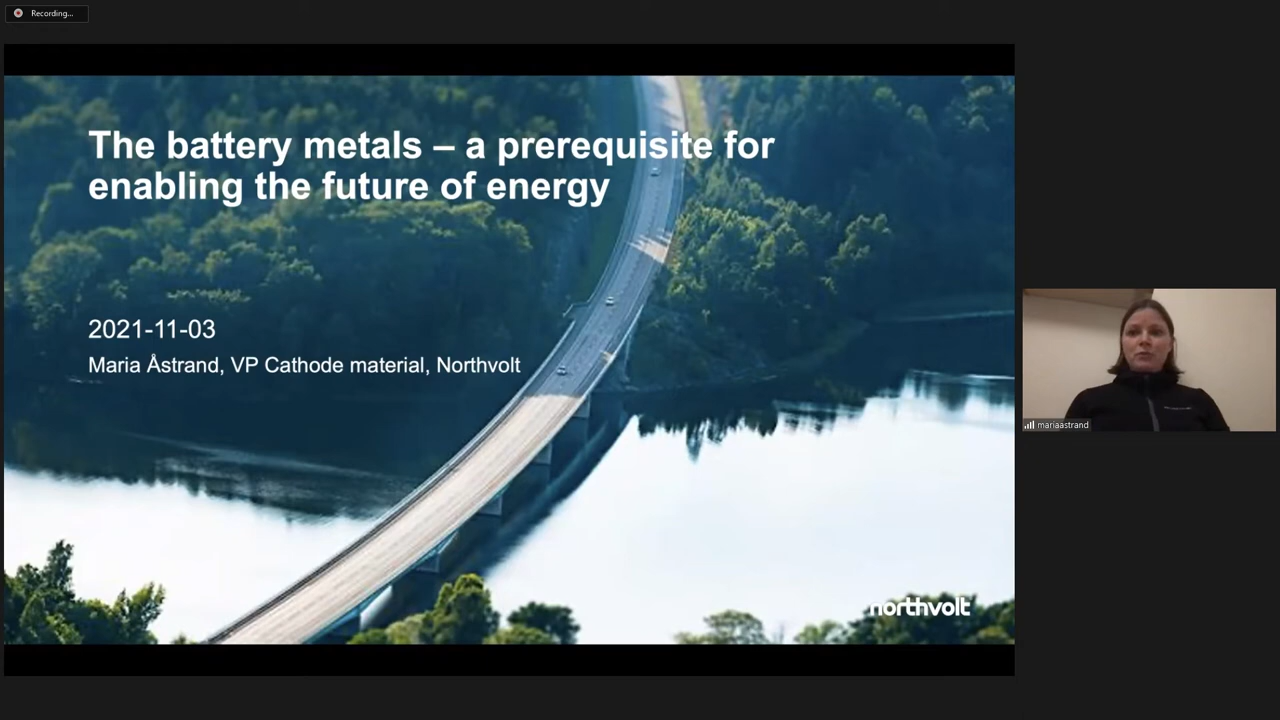 Recording...
The battery metals – a prerequisite for
enabling the future of energy
2021-11-03
Maria Åstrand, VP Cathode material, Northvolt
northvolt
mariaastrand